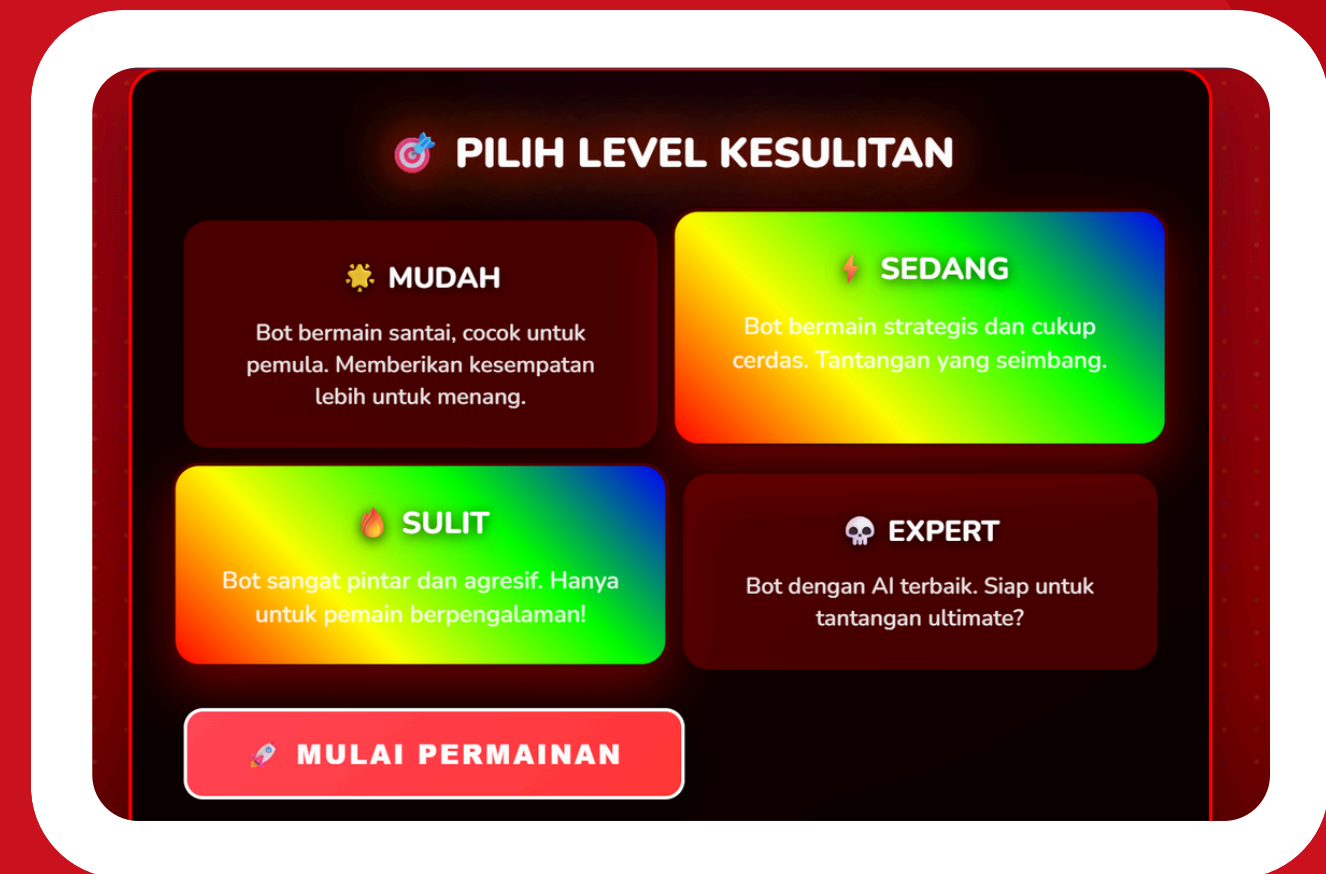 PILIH LEVEL KESULITAN
MUDAH
Bot bermain santai, cocok untuk
pemula. Memberikan kesempatan
lebih untuk menang.
SEDANG
Bot bermain strategis dan cukup
cerdas. Tantangan yang seimbang.
SULIT
Bot sangat pintar dan agresif. Hanya
untuk pemain berpengalaman!
EXPERT
Bot dengan AI terbaik. Siap untuk
tantangan ultimate?
MULAI PERMAINAN